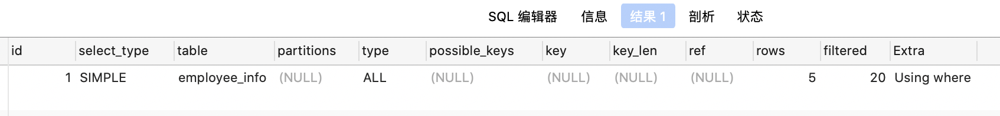 SQL 编辑器 信息 结果 1 剖析 状态
id select_type table partitions type possible_keys key key_len ref rows filtered Extra
1 SIMPLE employee_info (NULL) ALL (NULL) (NULL) (NULL) (NULL) 5 20 Using where